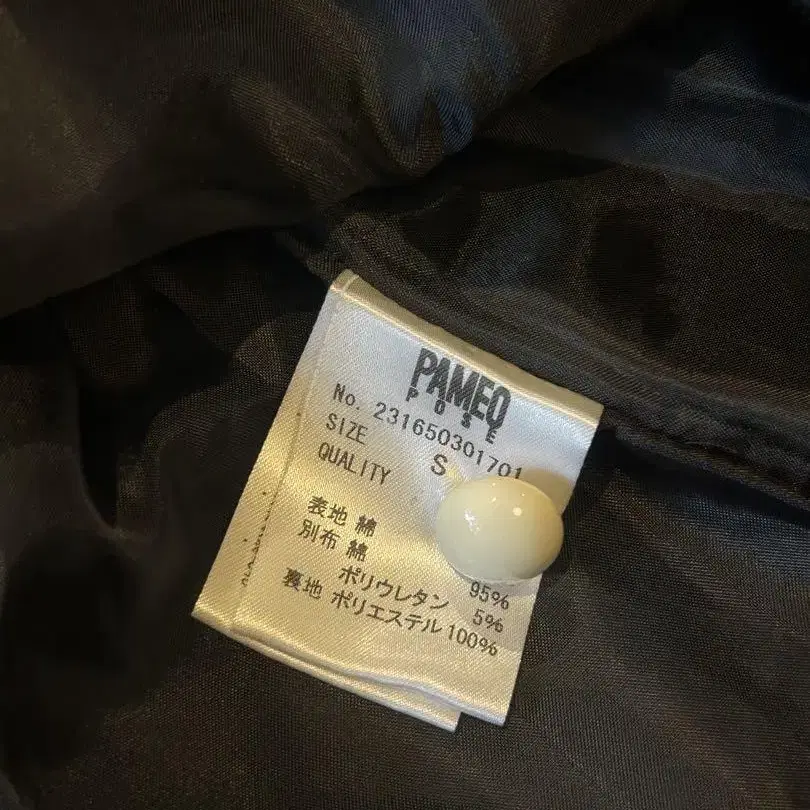 PAMEO
POSE
No. 231650301701
SIZE S
QUALITY
表地 綿
別布 綿 95%
ポリウレタン 5%
裏地 ポリエステル 100%